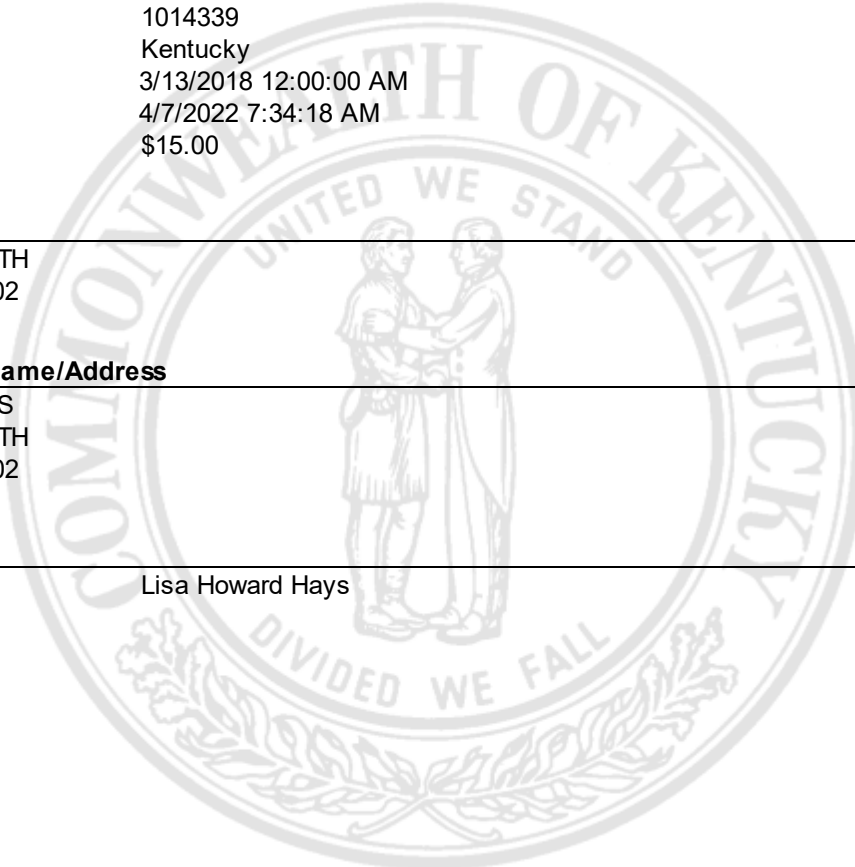 1014339
Kentucky
3/13/2018 12:00:00 AM
4/7/2022 7:34:18 AM
$15.00
TH
02
ame/Address
S
TH
02
Lisa Howard Hays
COMMONWEALTH OF KENTUCKY
UNITED WE STAND
DIVIDED WE FALL